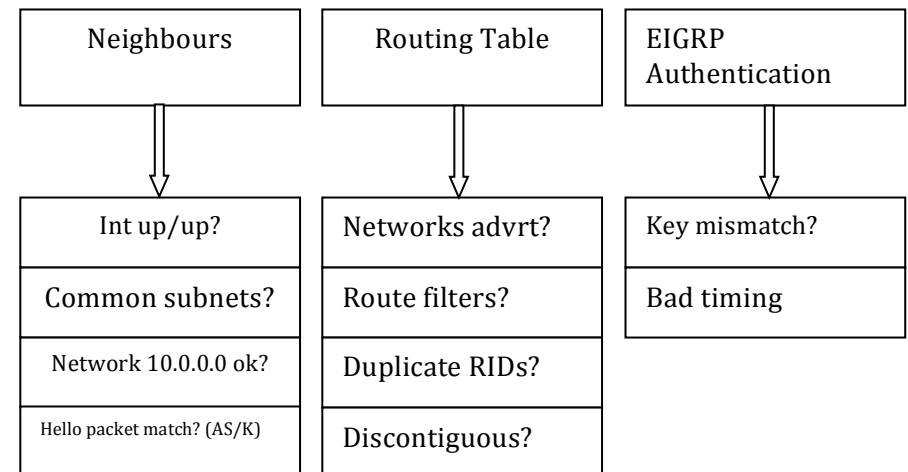 Neighbours
Int up/up?
Common subnets?
Network 10.0.0.0 ok?
Hello packet match? (AS/K)
Routing Table
Networks advrt?
Route filters?
Duplicate RIDs?
Discontiguous?
EIGRP
Authentication
Key mismatch?
Bad timing